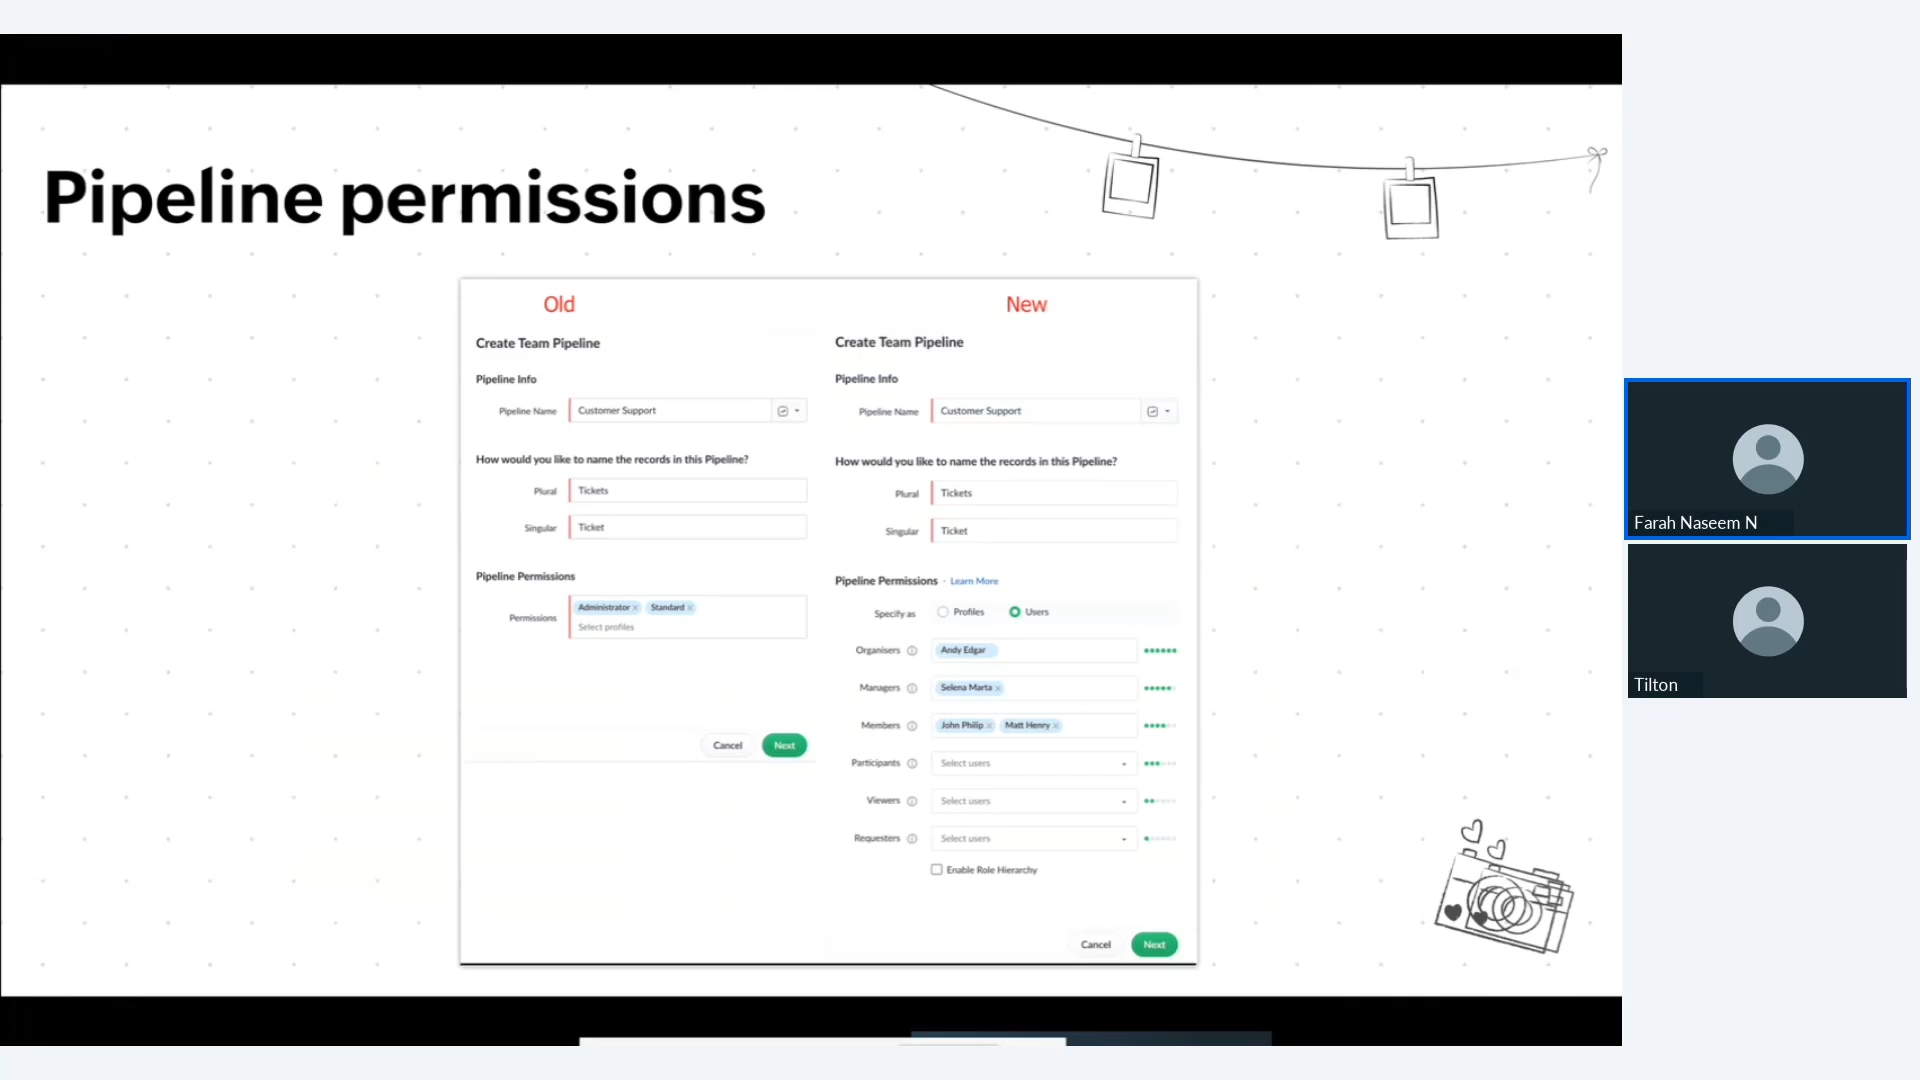 Pipeline permissions
Old
Create Team Pipeline
Pipeline Info
Pipeline Name Customer Support
How would you like to name the records in this Pipeline?
Plural Tickets
Singular Ticket
Pipeline Permissions
Permissions Administrator × Standard ×
Select profiles
Cancel Next
New
Create Team Pipeline
Pipeline Info
Pipeline Name Customer Support
How would you like to name the records in this Pipeline?
Plural Tickets
Singular Ticket
Pipeline Permissions - Learn More
Specify as Profiles Users
Organisers Andy Edgar
Managers Selena Marta ×
Members John Philip × Matt Henry ×
Participants Select users
Viewers Select users
Requesters Select users
Enable Role Hierarchy
Cancel Next
Farah Naseem N
Tilton